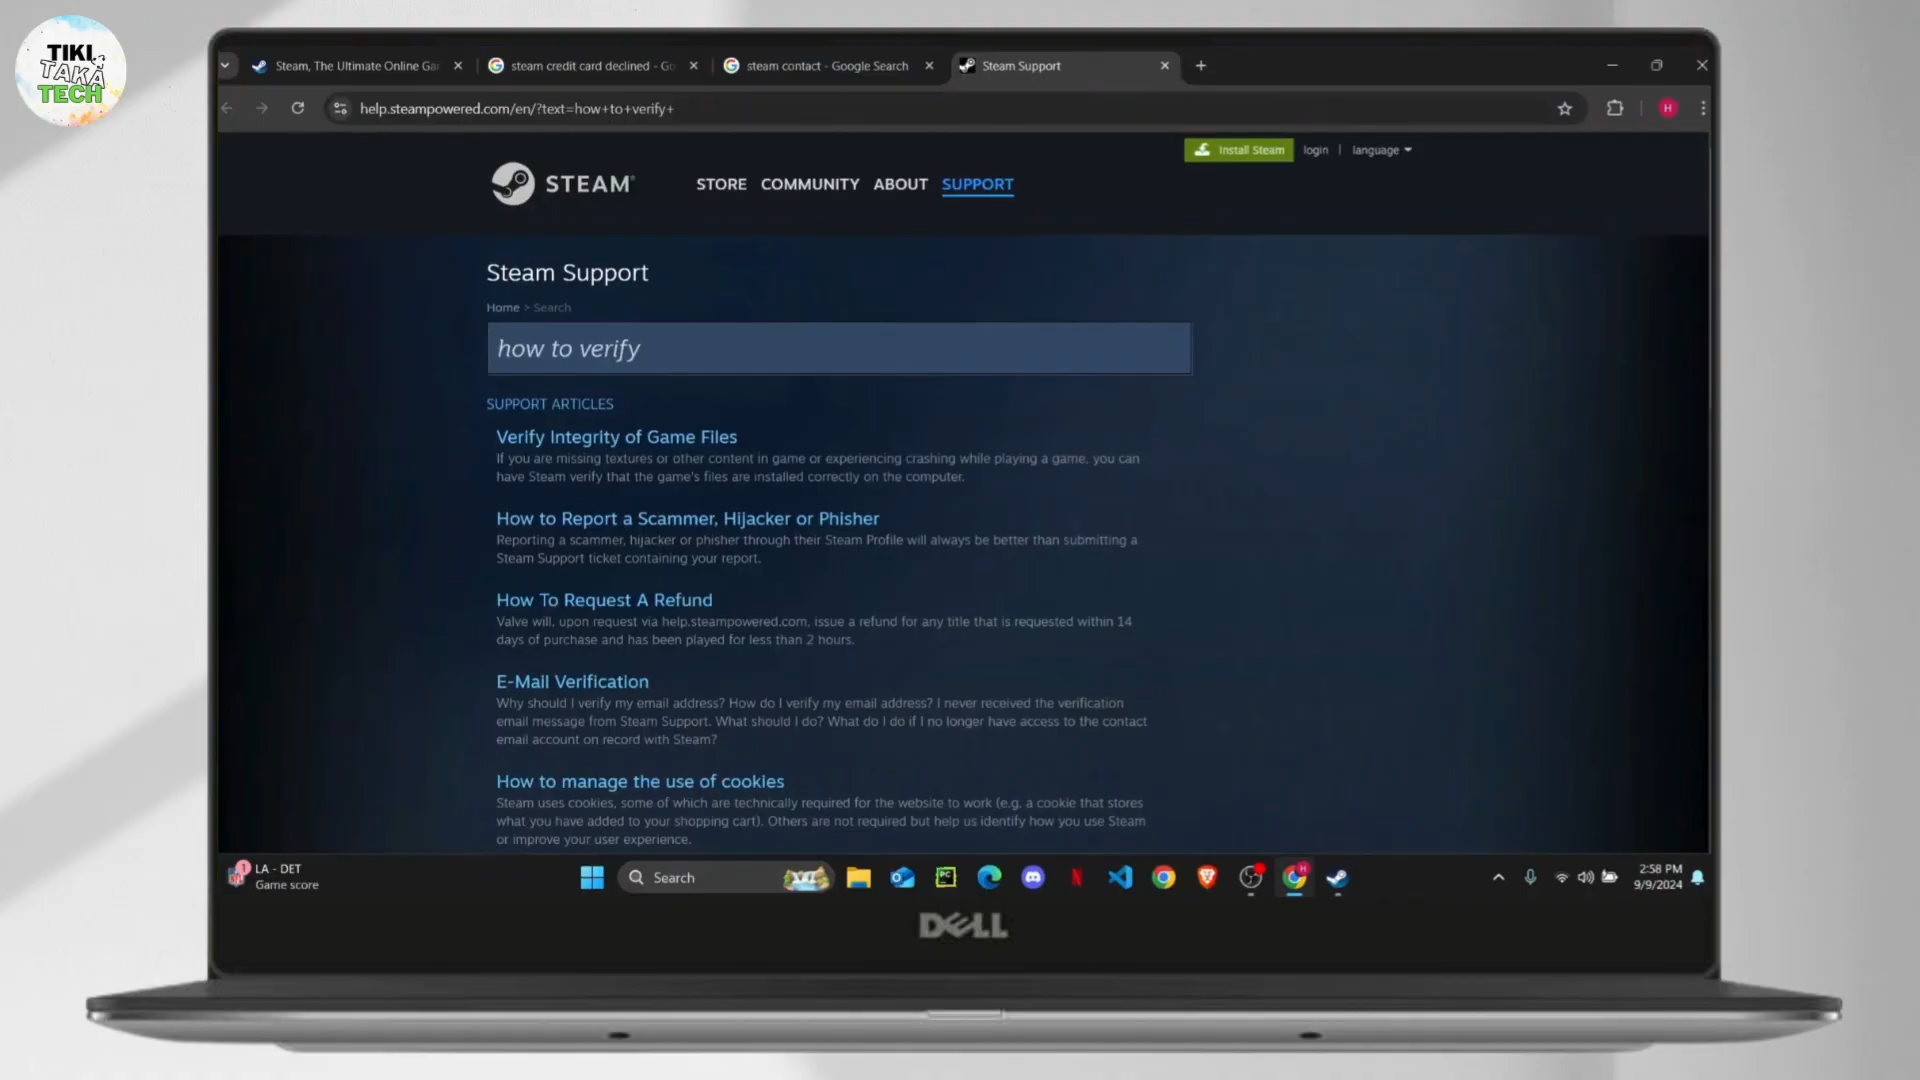 TIKI
TAKA
TECH
Steam, The Ultimate Online Gar
steam credit card declined - Go
steam contact - Google Search
Steam Support
help.steampowered.com/en/?text=how+to+verify+
H
Install Steam
login | language
STEAM®
STORE COMMUNITY ABOUT SUPPORT
Steam Support
Home > Search
how to verify
SUPPORT ARTICLES
Verify Integrity of Game Files
If you are missing textures or other content in game or experiencing crashing while playing a game, you can
have Steam verify that the game's files are installed correctly on the computer.
How to Report a Scammer, Hijacker or Phisher
Reporting a scammer, hijacker or phisher through their Steam Profile will always be better than submitting a
Steam Support ticket containing your report.
How To Request A Refund
Valve will, upon request via help.steampowered.com, issue a refund for any title that is requested within 14
days of purchase and has been played for less than 2 hours.
E-Mail Verification
Why should I verify my email address? How do I verify my email address? I never received the verification
email message from Steam Support. What should I do? What do I do if I no longer have access to the contact
email account on record with Steam?
How to manage the use of cookies
Steam uses cookies, some of which are technically required for the website to work (e.g. a cookie that stores
what you have added to your shopping cart). Others are not required but help us identify how you use Steam
or improve your user experience.
1
LA - DET
Game score
Search
PC
N
H
2:58 PM
9/9/2024
DELL